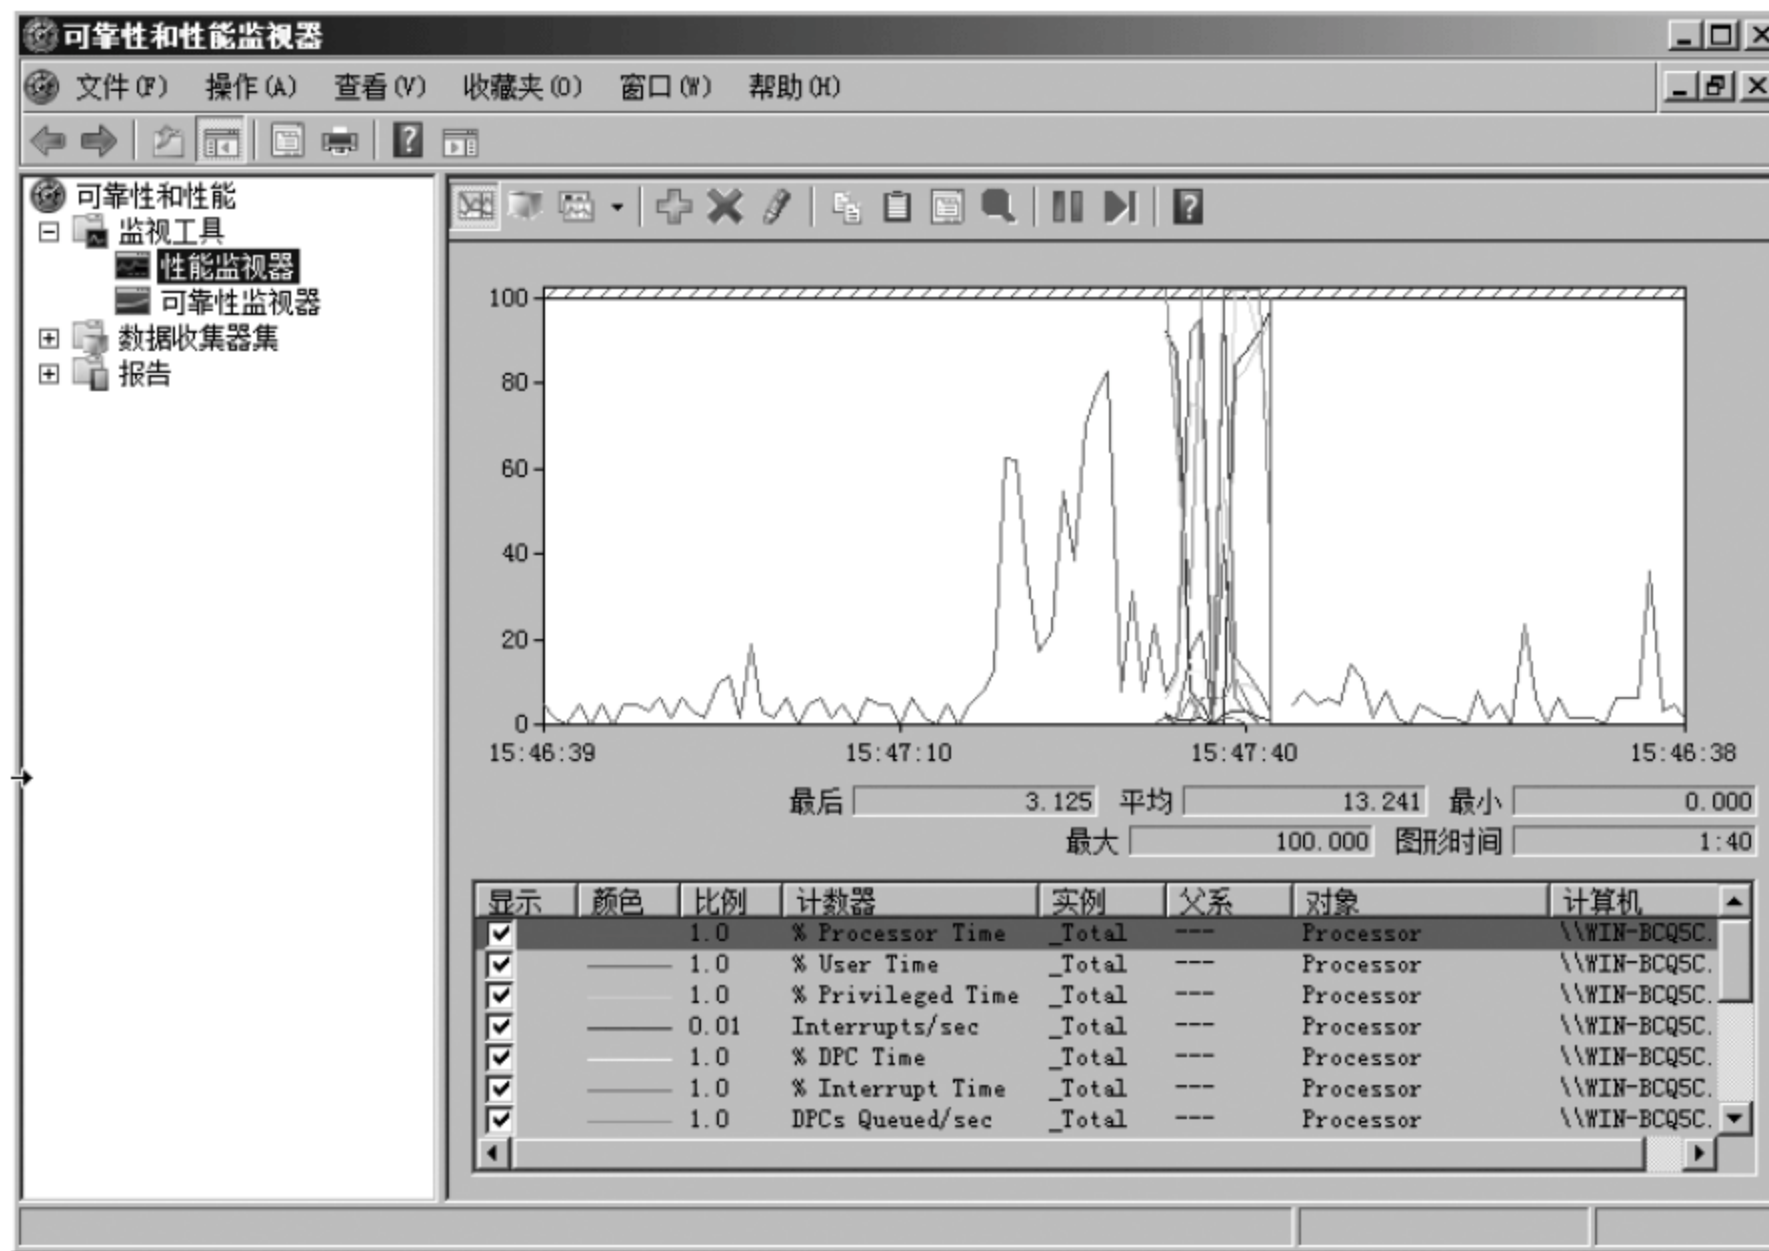 可靠性和性能监视器
文件(F) 操作(A) 查看(V) 收藏夹(O) 窗口(W) 帮助(H)
可靠性和性能
监视工具
性能监视器
可靠性监视器
数据收集器集
报告
100
80
60
40
20
0
15:46:39 15:47:10 15:47:40 15:46:38
最后 3.125 平均 13.241 最小 0.000
最大 100.000 图形时间 1:40
显示 颜色 比例 计数器 实例 父系 对象 计算机
1.0 % Processor Time _Total --- Processor \\WIN-BCQ5C.
1.0 % User Time _Total --- Processor \\WIN-BCQ5C.
1.0 % Privileged Time _Total --- Processor \\WIN-BCQ5C.
0.01 Interrupts/sec _Total --- Processor \\WIN-BCQ5C.
1.0 % DPC Time _Total --- Processor \\WIN-BCQ5C.
1.0 % Interrupt Time _Total --- Processor \\WIN-BCQ5C.
1.0 DPCs Queued/sec _Total --- Processor \\WIN-BCQ5C.